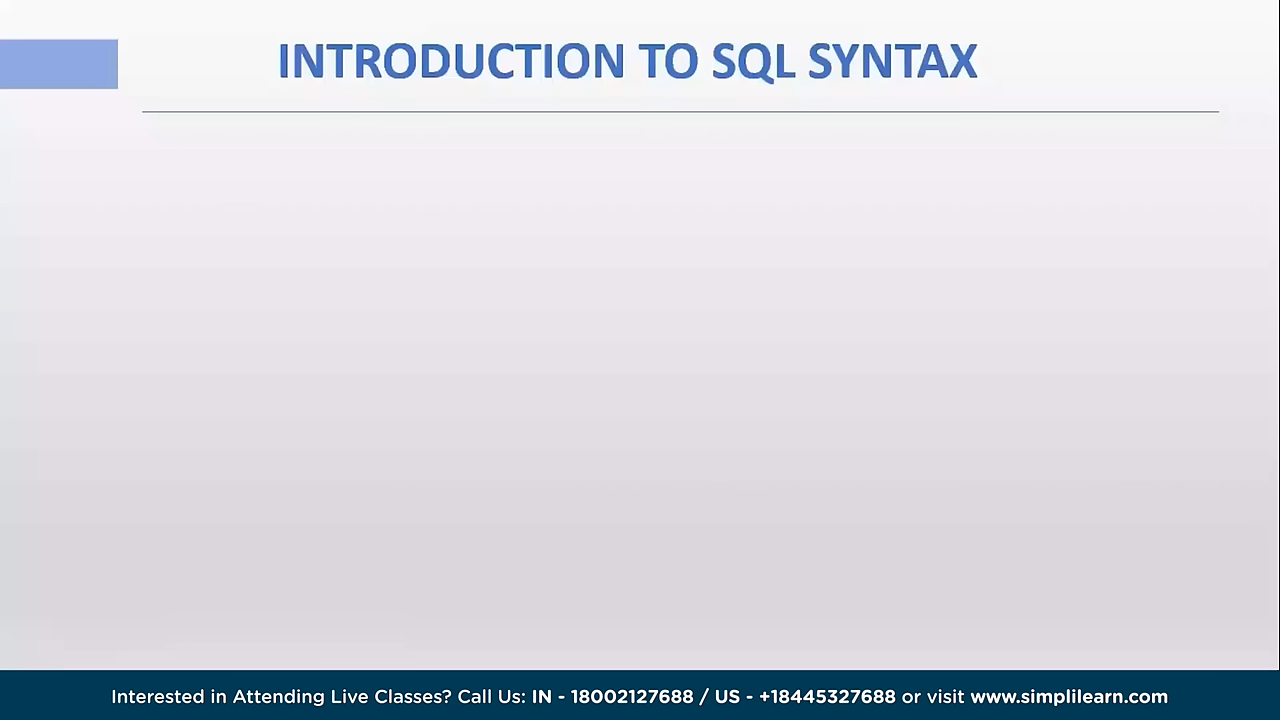 INTRODUCTION TO SQL SYNTAX
Interested in Attending Live Classes? Call Us: IN - 18002127688 / US - +18445327688 or visit www.simplilearn.com